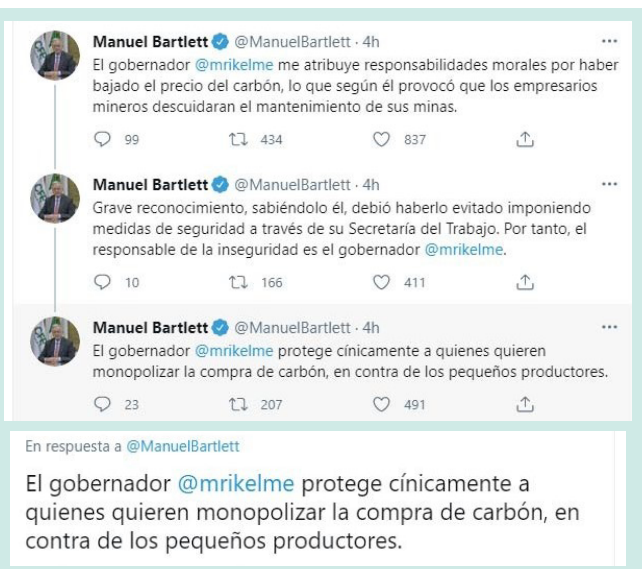 Manuel Bartlett @ManuelBartlett · 4h
El gobernador @mrikelme me atribuye responsabilidades morales por haber
bajado el precio del carbón, lo que según él provocó que los empresarios
mineros descuidaran el mantenimiento de sus minas.
99 434 837
Manuel Bartlett @ManuelBartlett · 4h
Grave reconocimiento, sabiéndolo él, debió haberlo evitado imponiendo
medidas de seguridad a través de su Secretaría del Trabajo. Por tanto, el
responsable de la inseguridad es el gobernador @mrikelme.
10 166 411
Manuel Bartlett @ManuelBartlett · 4h
El gobernador @mrikelme protege cínicamente a quienes quieren
monopolizar la compra de carbón, en contra de los pequeños productores.
23 207 491
En respuesta a @ManuelBartlett
El gobernador @mrikelme protege cínicamente a
quienes quieren monopolizar la compra de carbón, en
contra de los pequeños productores.